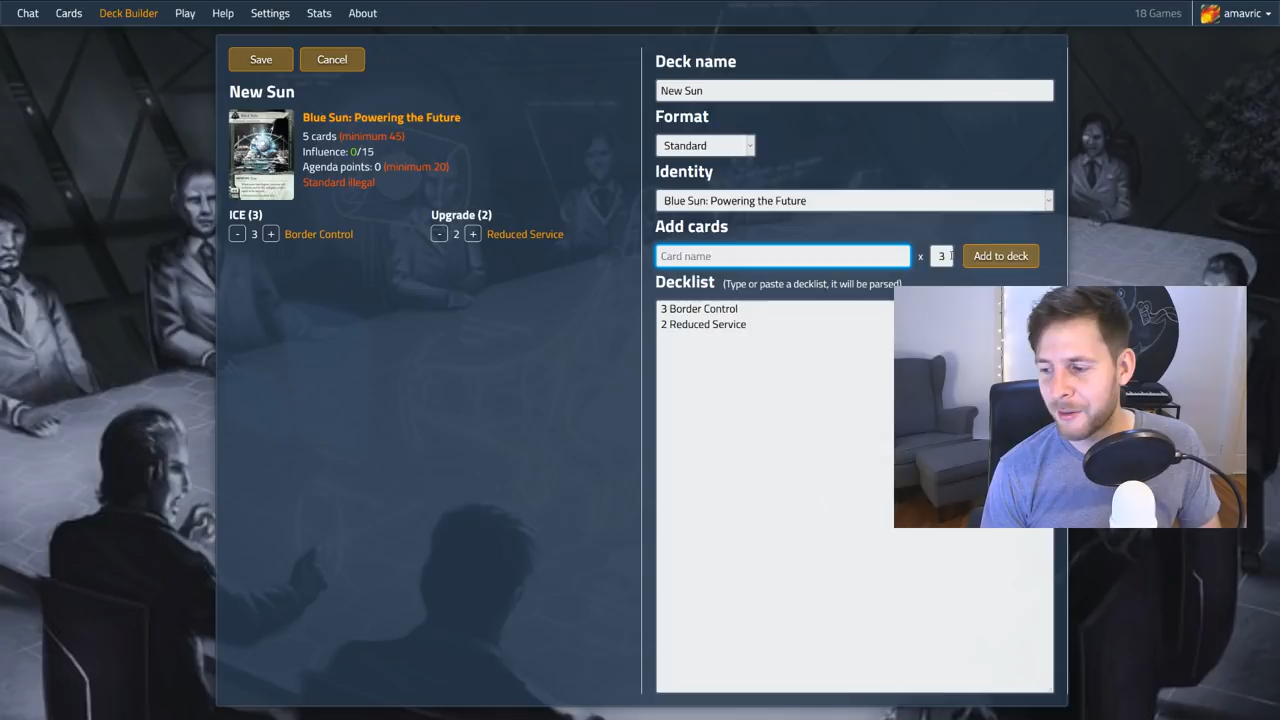 Chat Cards Deck Builder Play Help Settings Stats About 18 Games amavric
Save Cancel
New Sun
Blue Sun: Powering the Future
5 cards (minimum 45)
Influence: 0/15
Agenda points: 0 (minimum 20)
Standard illegal
ICE (3)
- 3 + Border Control
Upgrade (2)
- 2 + Reduced Service
Deck name
New Sun
Format
Standard
Identity
Blue Sun: Powering the Future
Add cards
Card name x 3 Add to deck
Decklist (Type or paste a decklist, it will be parsed)
3 Border Control
2 Reduced Service